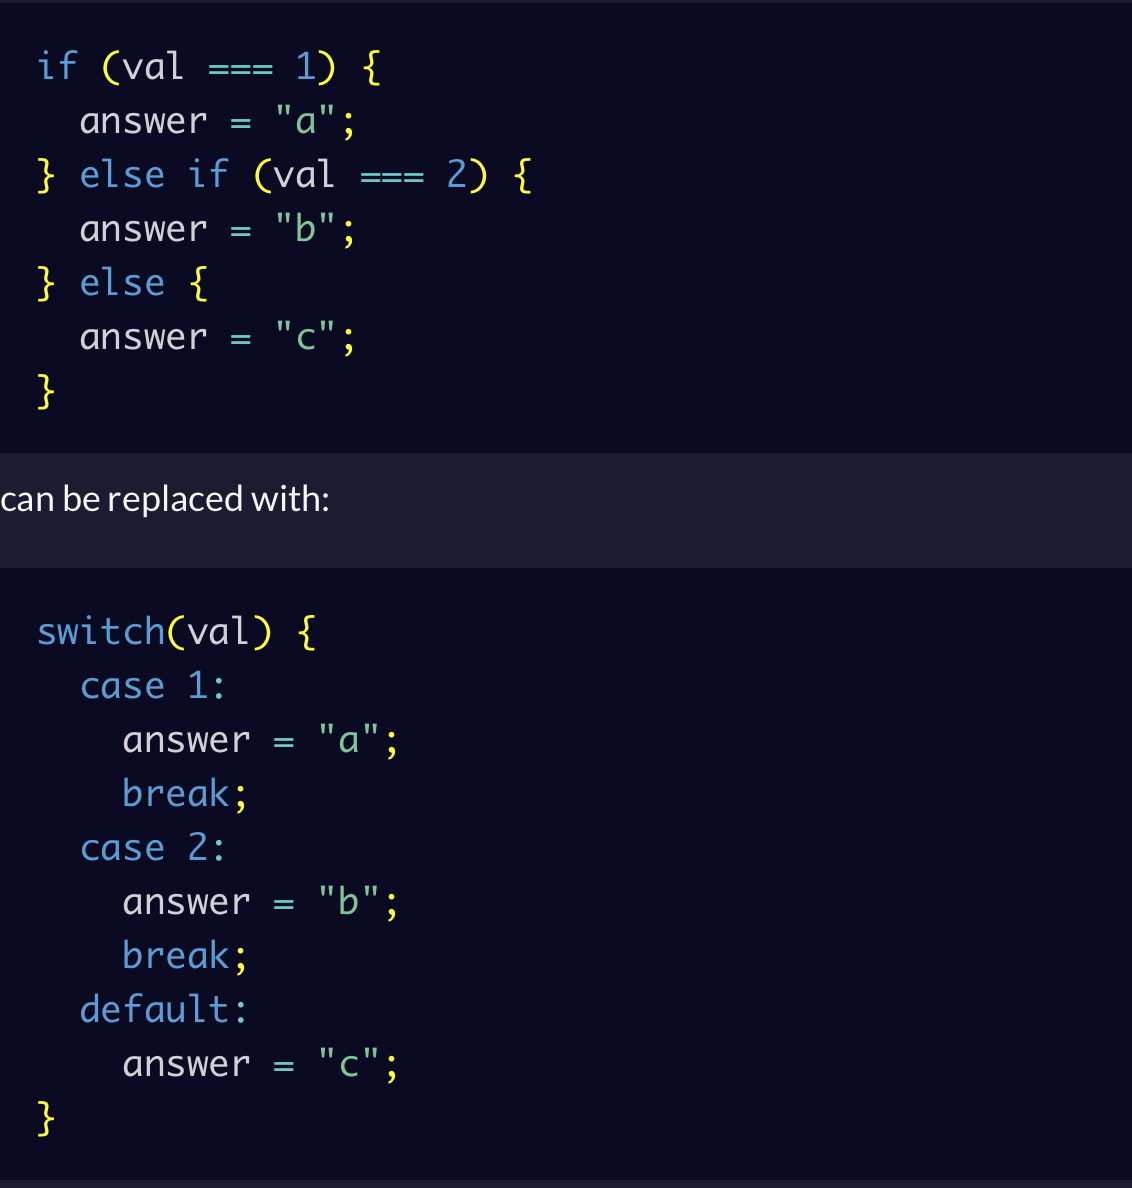 if (val === 1) {
  answer = "a";
} else if (val === 2) {
  answer = "b";
} else {
  answer = "c";
}
can be replaced with:
switch(val) {
  case 1:
    answer = "a";
    break;
  case 2:
    answer = "b";
    break;
  default:
    answer = "c";
}